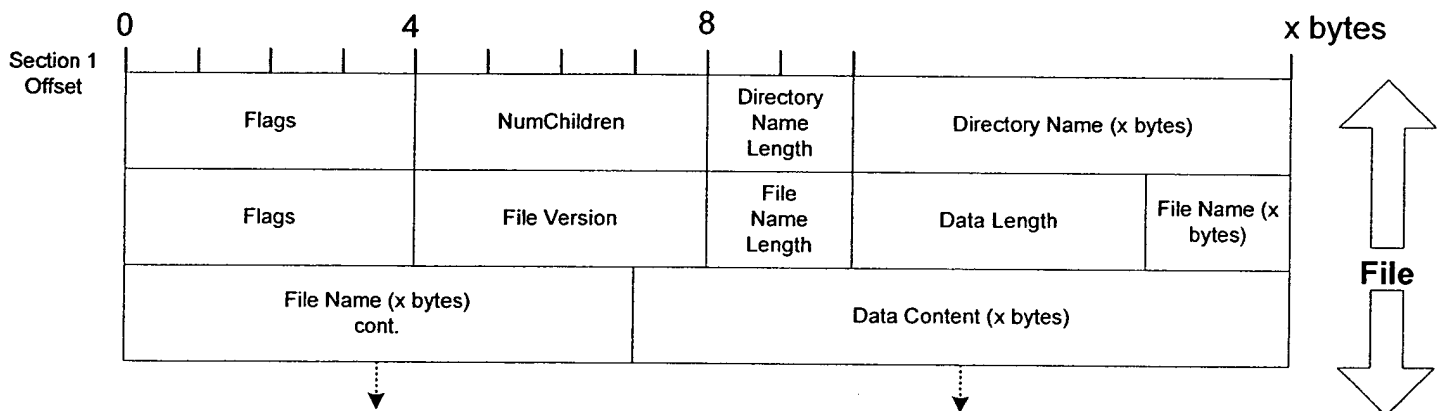 0 4 8 x bytes
Section 1
Offset
Flags NumChildren Directory
Name
Length Directory Name (x bytes)
Flags File Version File
Name
Length Data Length File Name (x
bytes)
File
File Name (x bytes)
cont. Data Content (x bytes)